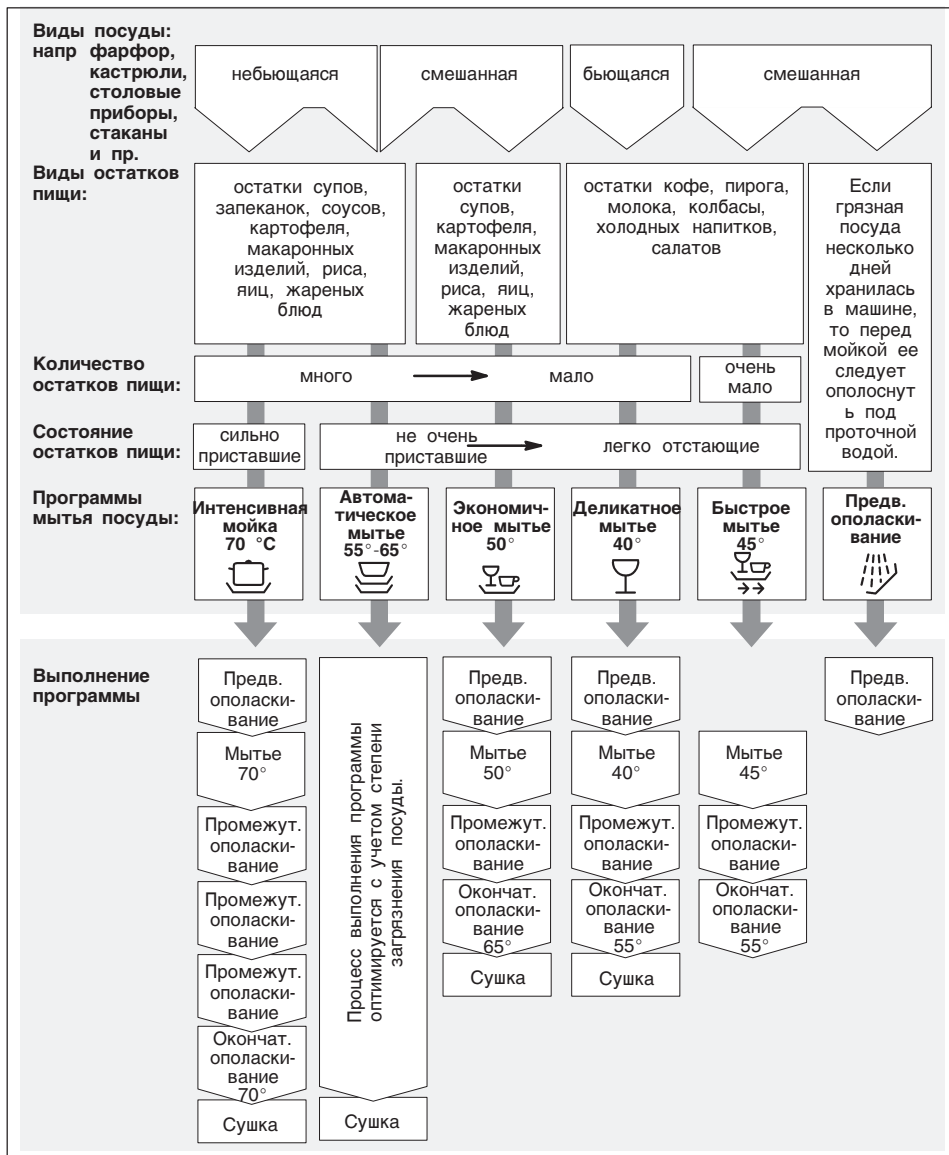 Виды посуды:
напр фарфор,
кастрюли,
столовые
приборы,
стаканы
и пр.
небьющаяся
смешанная
бьющаяся
смешанная
Виды остатков
пищи:
остатки супов,
запеканок, соусов,
картофеля,
макаронных
изделий, риса,
яиц, жареных
блюд
остатки
супов,
картофеля,
макаронных
изделий,
риса, яиц,
жареных
блюд
остатки кофе, пирога,
молока, колбасы,
холодных напитков,
салатов
Если
грязная
посуда
несколько
дней
хранилась
в машине,
то перед
мойкой ее
следует
ополоснут
ь под
проточной
водой.
Количество
остатков пищи:
много
мало
очень
мало
Состояние
остатков пищи:
сильно
приставшие
не очень
приставшие
легко отстающие
Программы
мытья посуды:
Интенсивная
мойка
70 °C
Автома-
тическое
мытье
55°-65°
Экономич-
ное мытье
50°
Деликатное
мытье
40°
Быстрое
мытье
45°
Предв.
ополаски-
вание
Выполнение
программы
Предв.
ополаски-
вание
Мытье
70°
Промежут.
ополаски-
вание
Промежут.
ополаски-
вание
Промежут.
ополаски-
вание
Окончат.
ополаски-
вание
70°
Сушка
Процесс выполнения программы
оптимируется с учетом степени
загрязнения посуды.
Сушка
Предв.
ополаски-
вание
Мытье
50°
Промежут.
ополаски-
вание
Окончат.
ополаски-
вание
65°
Сушка
Предв.
ополаски-
вание
Мытье
40°
Промежут.
ополаски-
вание
Окончат.
ополаски-
вание
55°
Сушка
Мытье
45°
Промежут.
ополаски-
вание
Окончат.
ополаски-
вание
55°
Предв.
ополаски-
вание